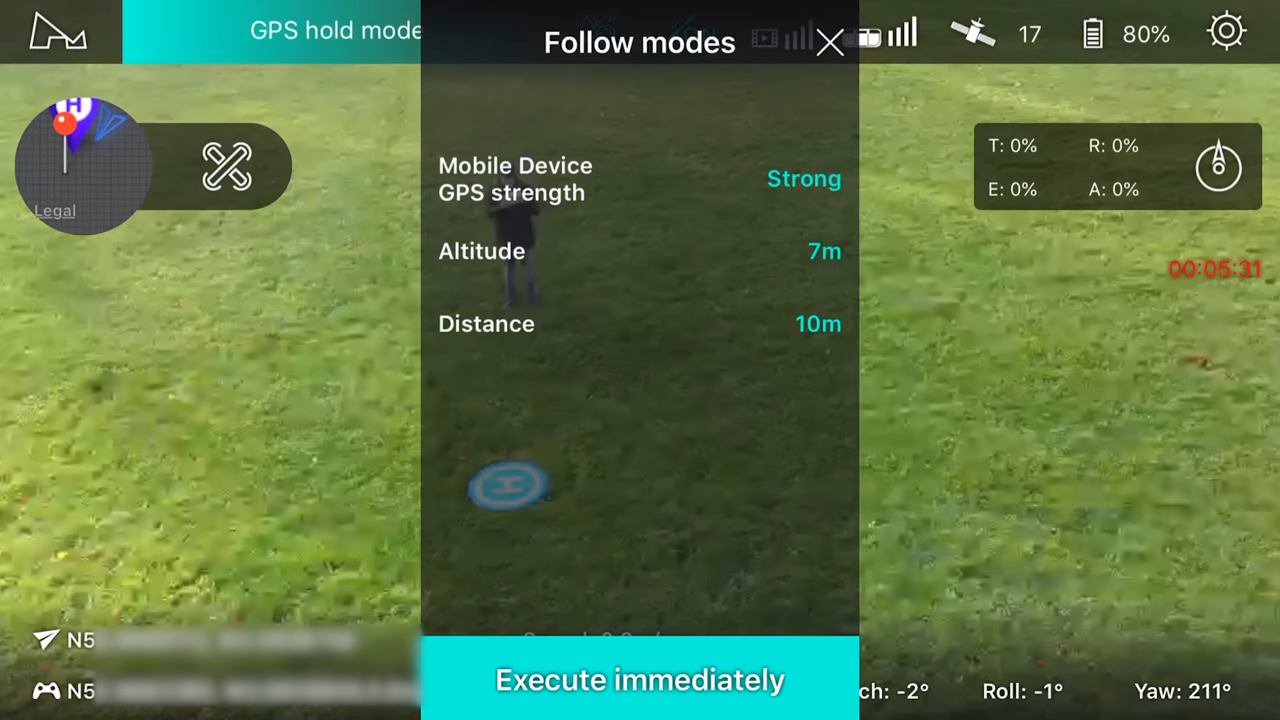 GPS hold mode
Follow modes
17
80%
H
Legal
Mobile Device
GPS strength
Strong
T: 0%
R: 0%
E: 0%
A: 0%
Altitude
7m
00:05:31
Distance
10m
H
N5
Execute immediately
N5
ch: -2°
Roll: -1°
Yaw: 211°